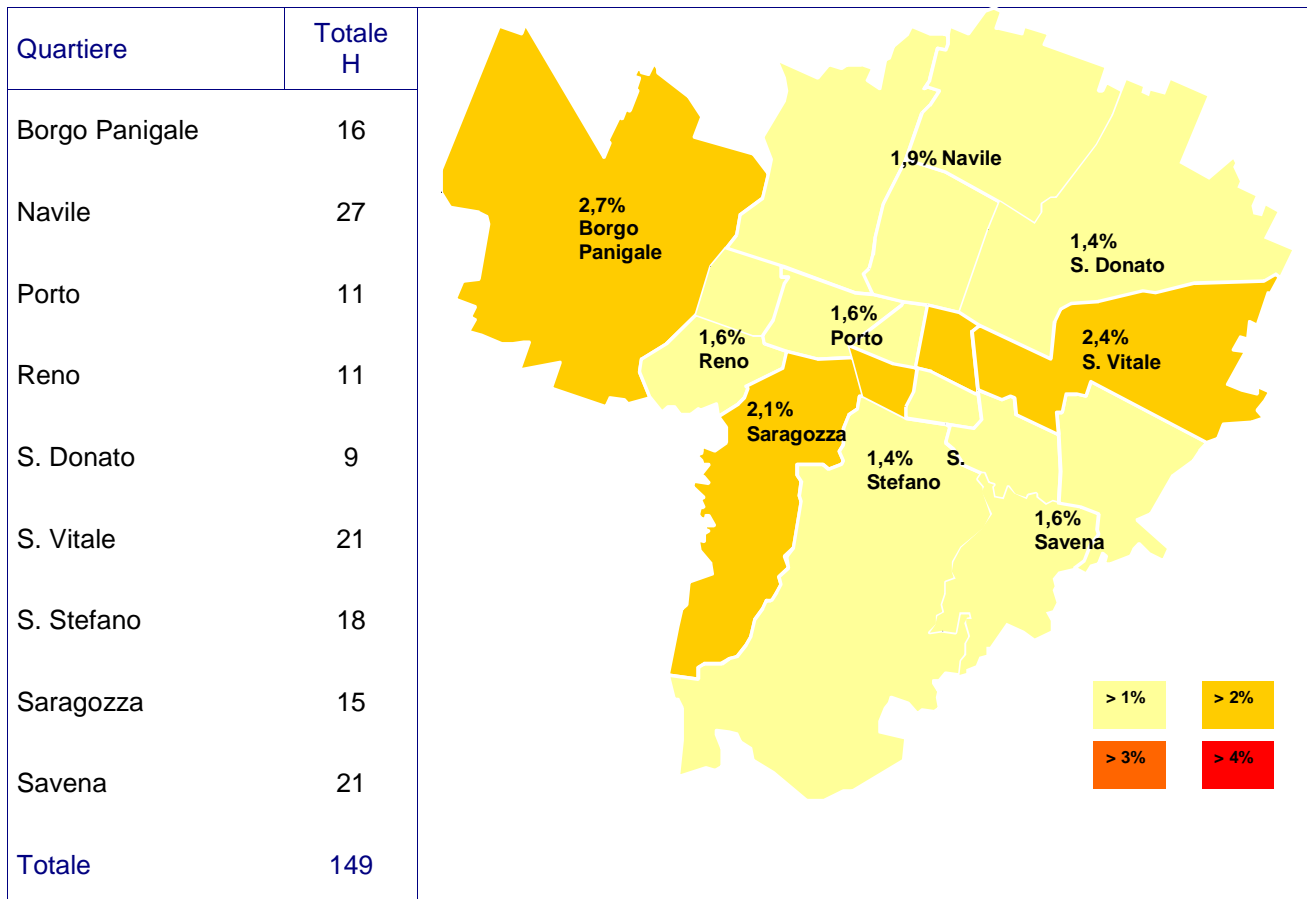 Quartiere Totale
H
Borgo Panigale 16
Navile 27
Porto 11
Reno 11
S. Donato 9
S. Vitale 21
S. Stefano 18
Saragozza 15
Savena 21
Totale 149
1,9% Navile
2,7%
Borgo
Panigale
1,4%
S. Donato
1,6%
Porto
1,6%
Reno
2,4%
S. Vitale
2,1%
Saragozza
1,4% S.
Stefano
1,6%
Savena
> 1% > 2%
> 3% > 4%